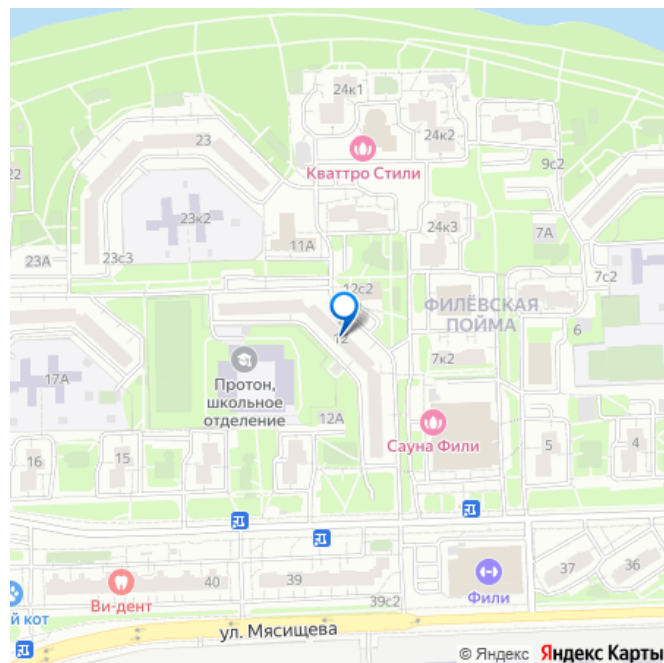 24к1
24к2
Кваттро Стили
23
22
9с2
23к2
24к3
7А
11А
23А
23с3
7с2
12с2
ФИЛЁВСКАЯ
ПОЙМА
6
12
7к2
17А
Протон,
школьное
отделение
12А
Сауна Фили
16
15
5
4
40
39
37
36
Ви-дент
Фили
й кот
39с2
ул. Мясищева
© Яндекс Яндекс Карты